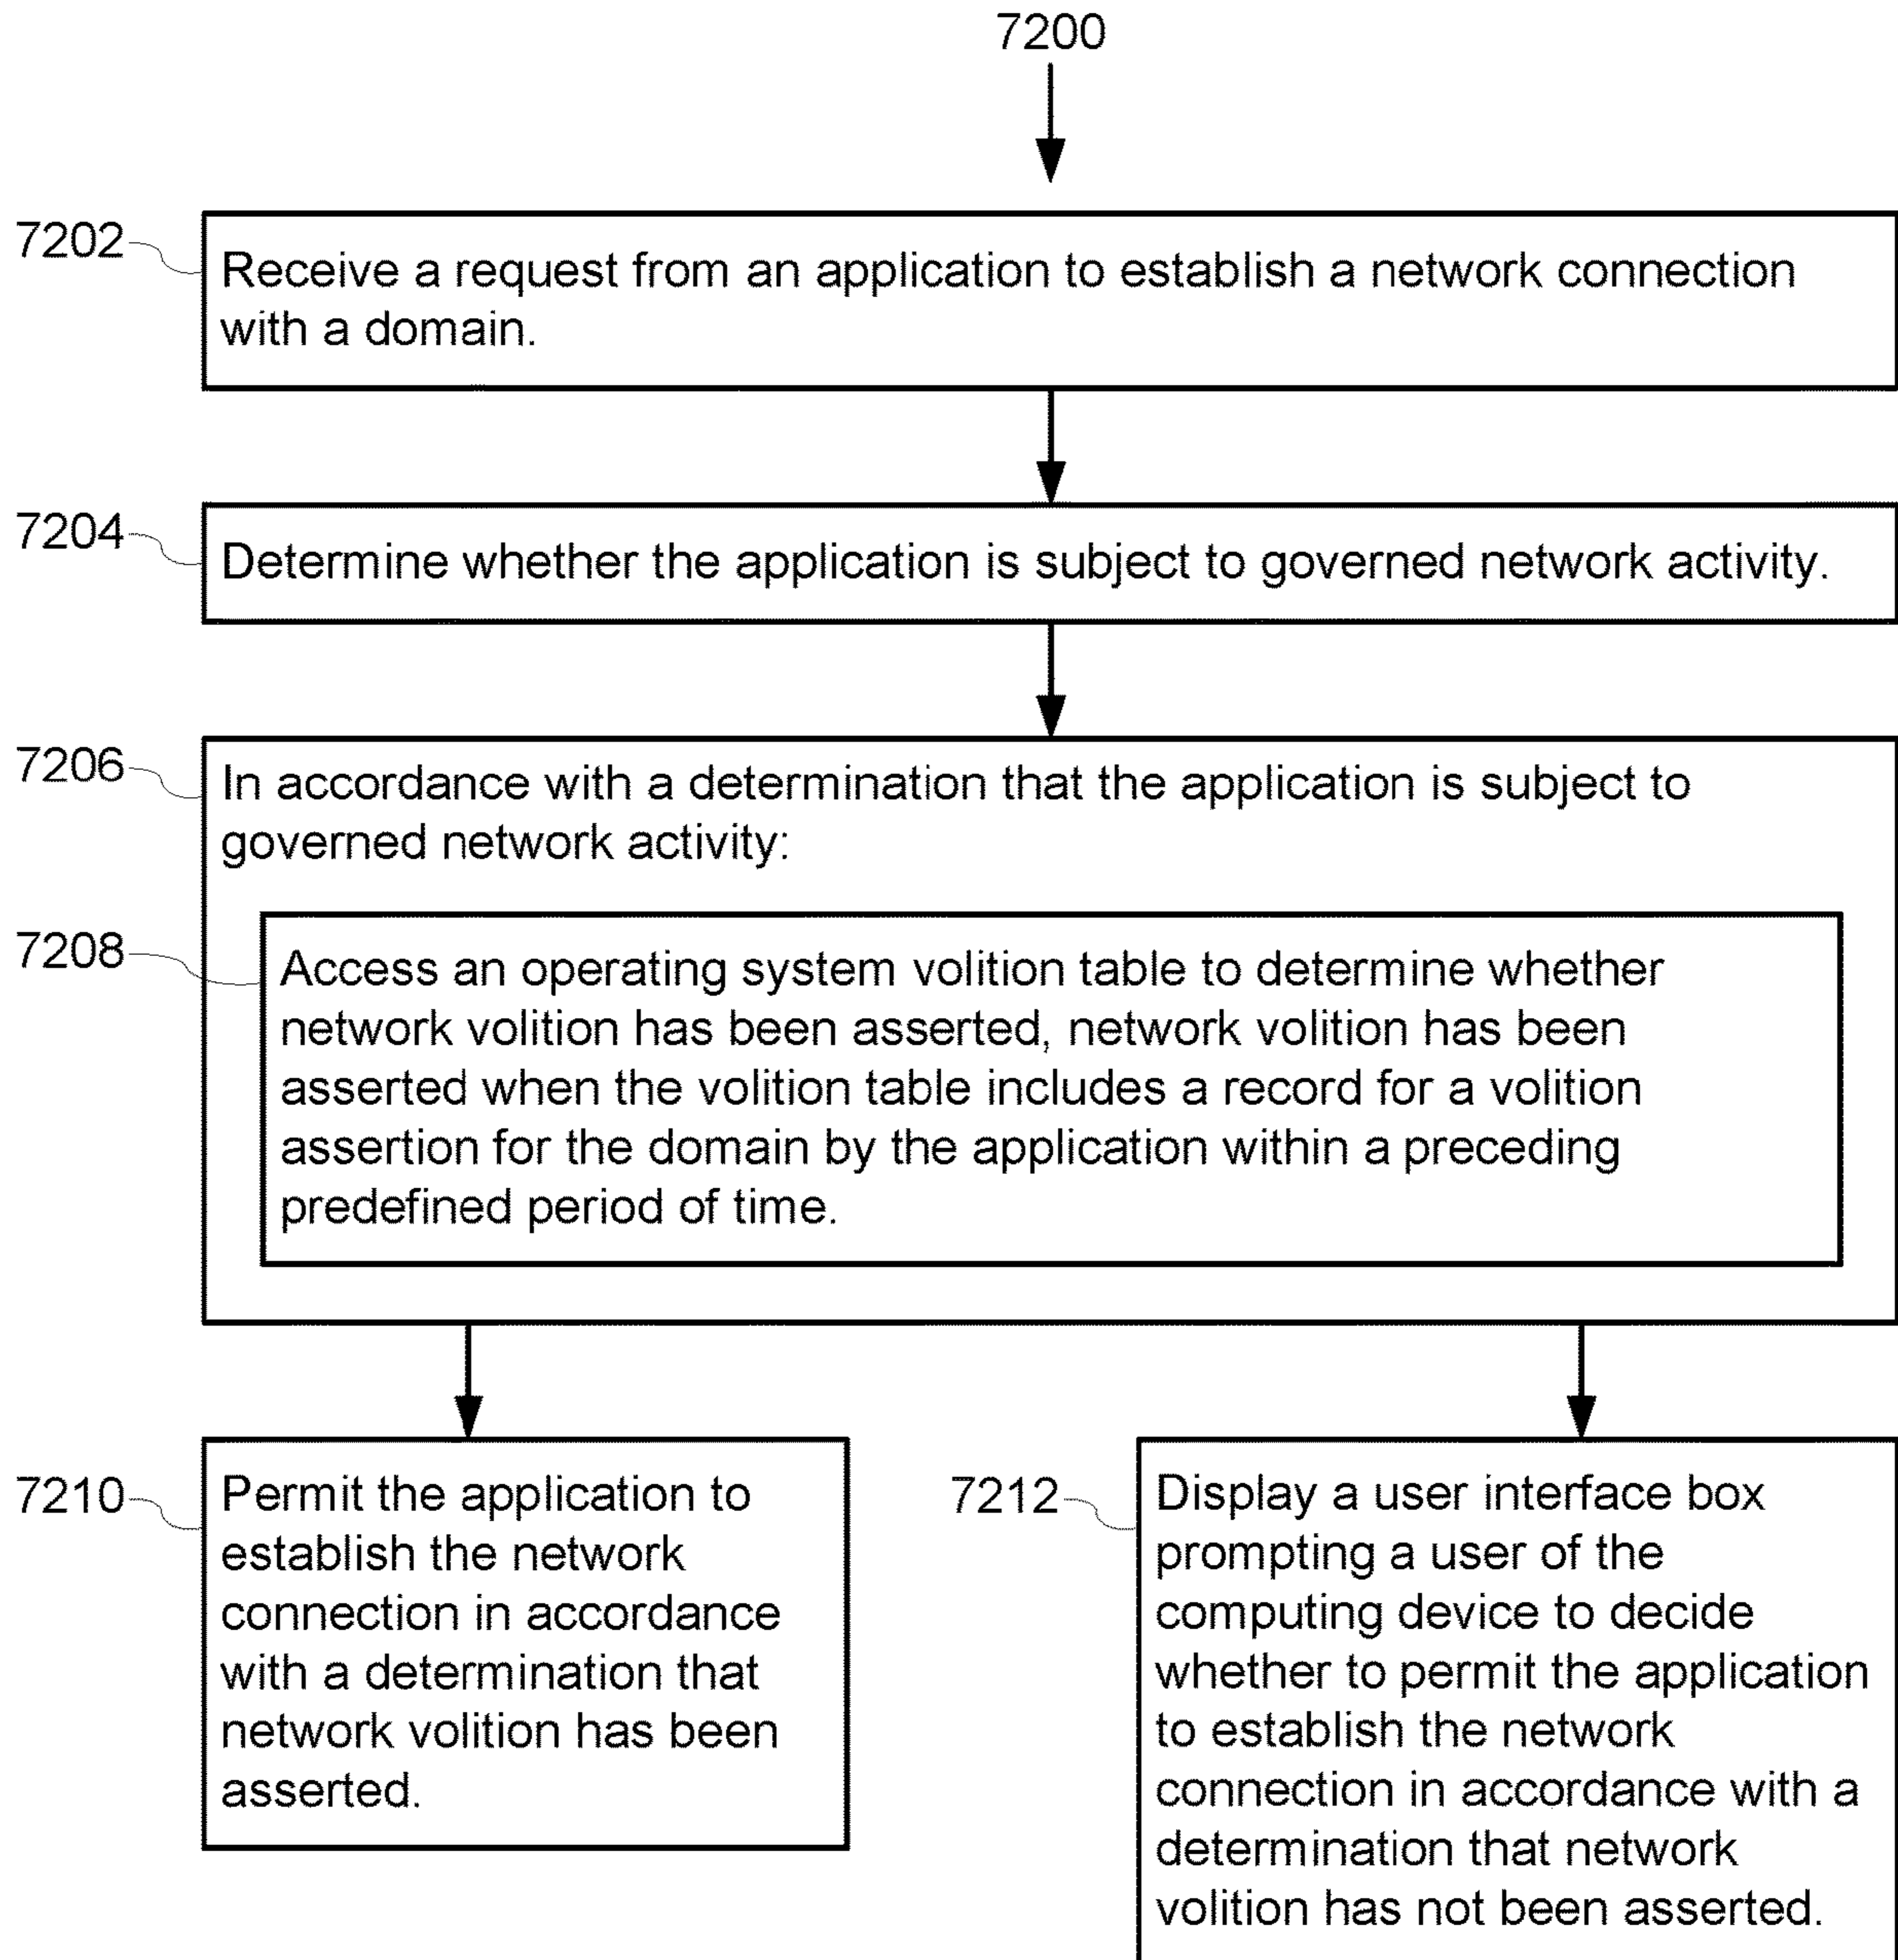 7200
7202
Receive a request from an application to establish a network connection
with a domain.
7204
Determine whether the application is subject to governed network activity.
7206
In accordance with a determination that the application is subject to
governed network activity:
7208
Access an operating system volition table to determine whether
network volition has been asserted, network volition has been
asserted when the volition table includes a record for a volition
assertion for the domain by the application within a preceding
predefined period of time.
7210
Permit the application to
establish the network
connection in accordance
with a determination that
network volition has been
asserted.
7212
Display a user interface box
prompting a user of the
computing device to decide
whether to permit the application
to establish the network
connection in accordance with a
determination that network
volition has not been asserted.